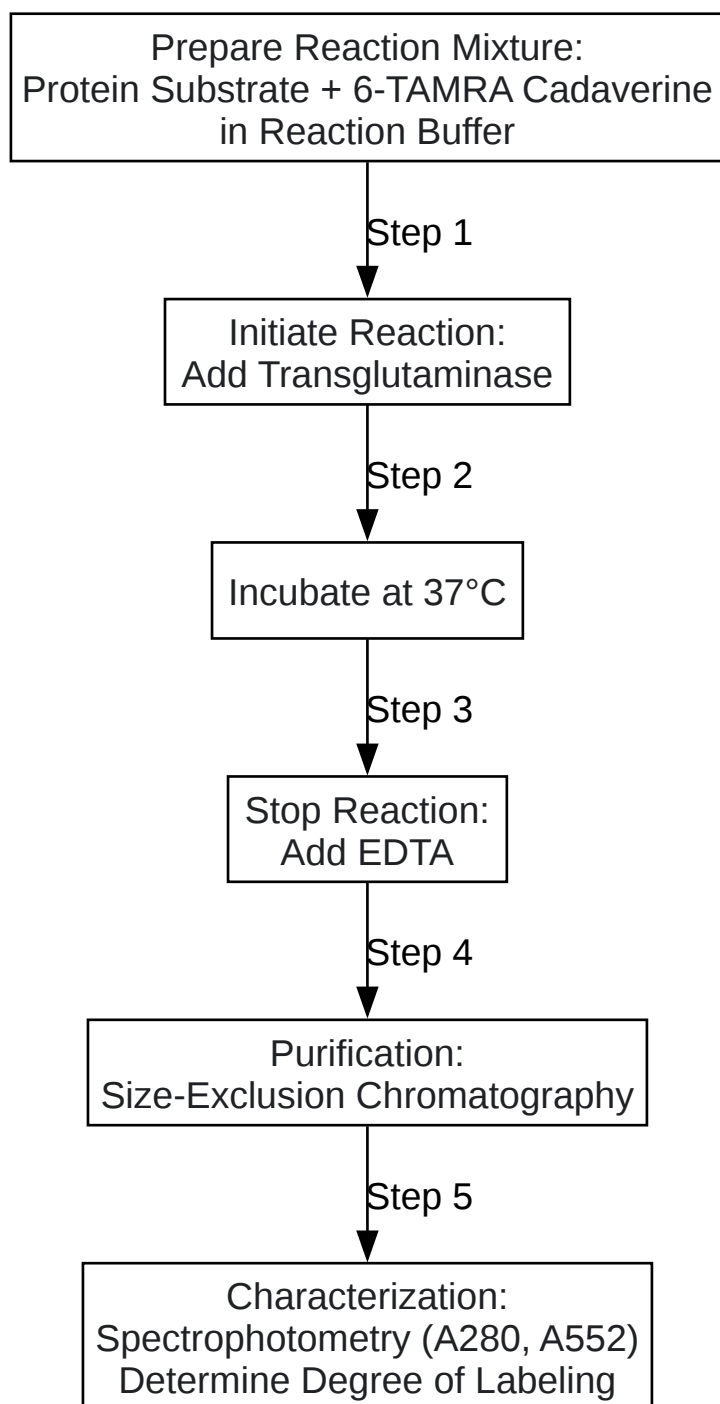 Prepare Reaction Mixture:
Protein Substrate + 6-TAMRA Cadaverine
in Reaction Buffer
Step 1
Initiate Reaction:
Add Transglutaminase
Step 2
Incubate at 37°C
Step 3
Stop Reaction:
Add EDTA
Step 4
Purification:
Size-Exclusion Chromatography
Step 5
Characterization:
Spectrophotometry (A280, A552)
Determine Degree of Labeling